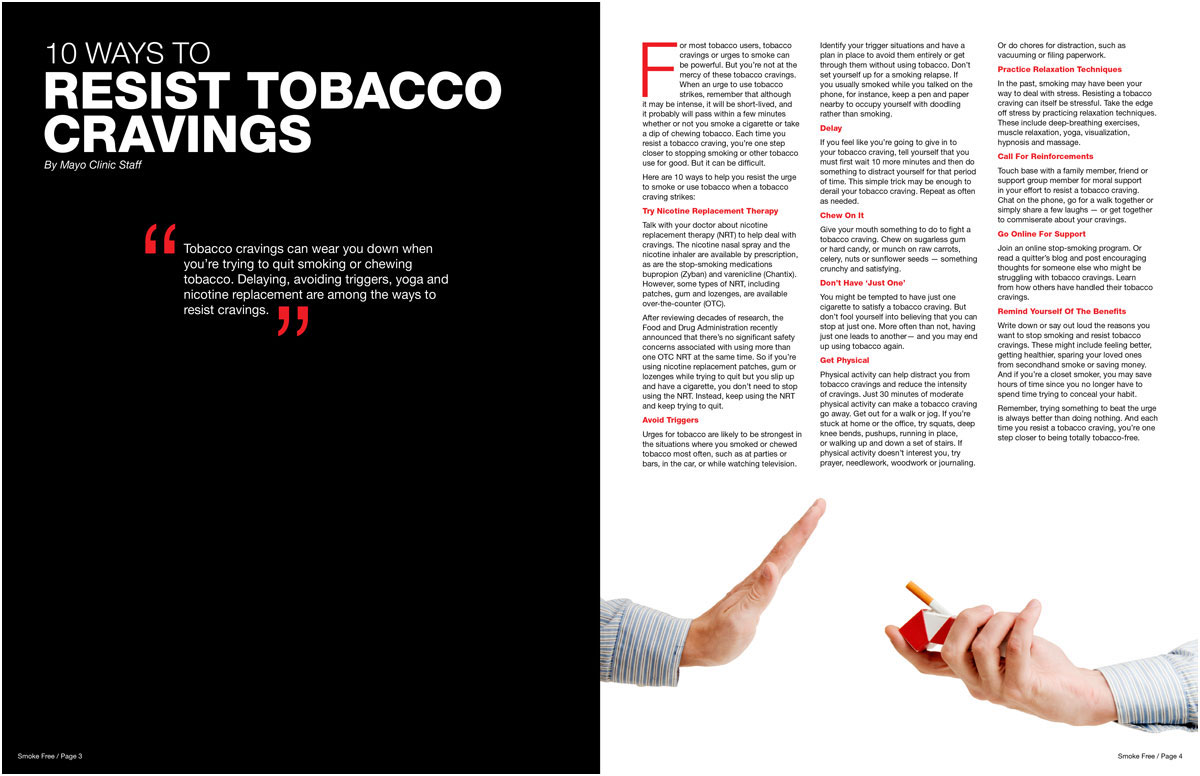 10 WAYS TO
RESIST TOBACCO
CRAVINGS
By Mayo Clinic Staff
“
Tobacco cravings can wear you down when
you’re trying to quit smoking or chewing
tobacco. Delaying, avoiding triggers, yoga and
nicotine replacement are among the ways to
resist cravings.
”
Smoke Free / Page 3
For most tobacco users, tobacco
cravings or urges to smoke can
be powerful. But you’re not at the
mercy of these tobacco cravings.
When an urge to use tobacco
strikes, remember that although
it may be intense, it will be short-lived, and
it probably will pass within a few minutes
whether or not you smoke a cigarette or take
a dip of chewing tobacco. Each time you
resist a tobacco craving, you’re one step
closer to stopping smoking or other tobacco
use for good. But it can be difficult.
Here are 10 ways to help you resist the urge
to smoke or use tobacco when a tobacco
craving strikes:
Try Nicotine Replacement Therapy
Talk with your doctor about nicotine
replacement therapy (NRT) to help deal with
cravings. The nicotine nasal spray and the
nicotine inhaler are available by prescription,
as are the stop-smoking medications
bupropion (Zyban) and varenicline (Chantix).
However, some types of NRT, including
patches, gum and lozenges, are available
over-the-counter (OTC).
After reviewing decades of research, the
Food and Drug Administration recently
announced that there’s no significant safety
concerns associated with using more than
one OTC NRT at the same time. So if you’re
using nicotine replacement patches, gum or
lozenges while trying to quit but you slip up
and have a cigarette, you don’t need to stop
using the NRT. Instead, keep using the NRT
and keep trying to quit.
Avoid Triggers
Urges for tobacco are likely to be strongest in
the situations where you smoked or chewed
tobacco most often, such as at parties or
bars, in the car, or while watching television.
Identify your trigger situations and have a
plan in place to avoid them entirely or get
through them without using tobacco. Don’t
set yourself up for a smoking relapse. If
you usually smoked while you talked on the
phone, for instance, keep a pen and paper
nearby to occupy yourself with doodling
rather than smoking.
Delay
If you feel like you’re going to give in to
your tobacco craving, tell yourself that you
must first wait 10 more minutes and then do
something to distract yourself for that period
of time. This simple trick may be enough to
derail your tobacco craving. Repeat as often
as needed.
Chew On It
Give your mouth something to do to fight a
tobacco craving. Chew on sugarless gum
or hard candy, or munch on raw carrots,
celery, nuts or sunflower seeds — something
crunchy and satisfying.
Don’t Have ‘Just One’
You might be tempted to have just one
cigarette to satisfy a tobacco craving. But
don’t fool yourself into believing that you can
stop at just one. More often than not, having
just one leads to another— and you may end
up using tobacco again.
Get Physical
Physical activity can help distract you from
tobacco cravings and reduce the intensity
of cravings. Just 30 minutes of moderate
physical activity can make a tobacco craving
go away. Get out for a walk or jog. If you’re
stuck at home or the office, try squats, deep
knee bends, pushups, running in place,
or walking up and down a set of stairs. If
physical activity doesn’t interest you, try
prayer, needlework, woodwork or journaling.
Or do chores for distraction, such as
vacuuming or filing paperwork.
Practice Relaxation Techniques
In the past, smoking may have been your
way to deal with stress. Resisting a tobacco
craving can itself be stressful. Take the edge
off stress by practicing relaxation techniques.
These include deep-breathing exercises,
muscle relaxation, yoga, visualization,
hypnosis and massage.
Call For Reinforcements
Touch base with a family member, friend or
support group member for moral support
in your effort to resist a tobacco craving.
Chat on the phone, go for a walk together or
simply share a few laughs — or get together
to commiserate about your cravings.
Go Online For Support
Join an online stop-smoking program. Or
read a quitter’s blog and post encouraging
thoughts for someone else who might be
struggling with tobacco cravings. Learn
from how others have handled their tobacco
cravings.
Remind Yourself Of The Benefits
Write down or say out loud the reasons you
want to stop smoking and resist tobacco
cravings. These might include feeling better,
getting healthier, sparing your loved ones
from secondhand smoke or saving money.
And if you’re a closet smoker, you may save
hours of time since you no longer have to
spend time trying to conceal your habit.
Remember, trying something to beat the urge
is always better than doing nothing. And each
time you resist a tobacco craving, you’re one
step closer to being totally tobacco-free.
Smoke Free / Page 4